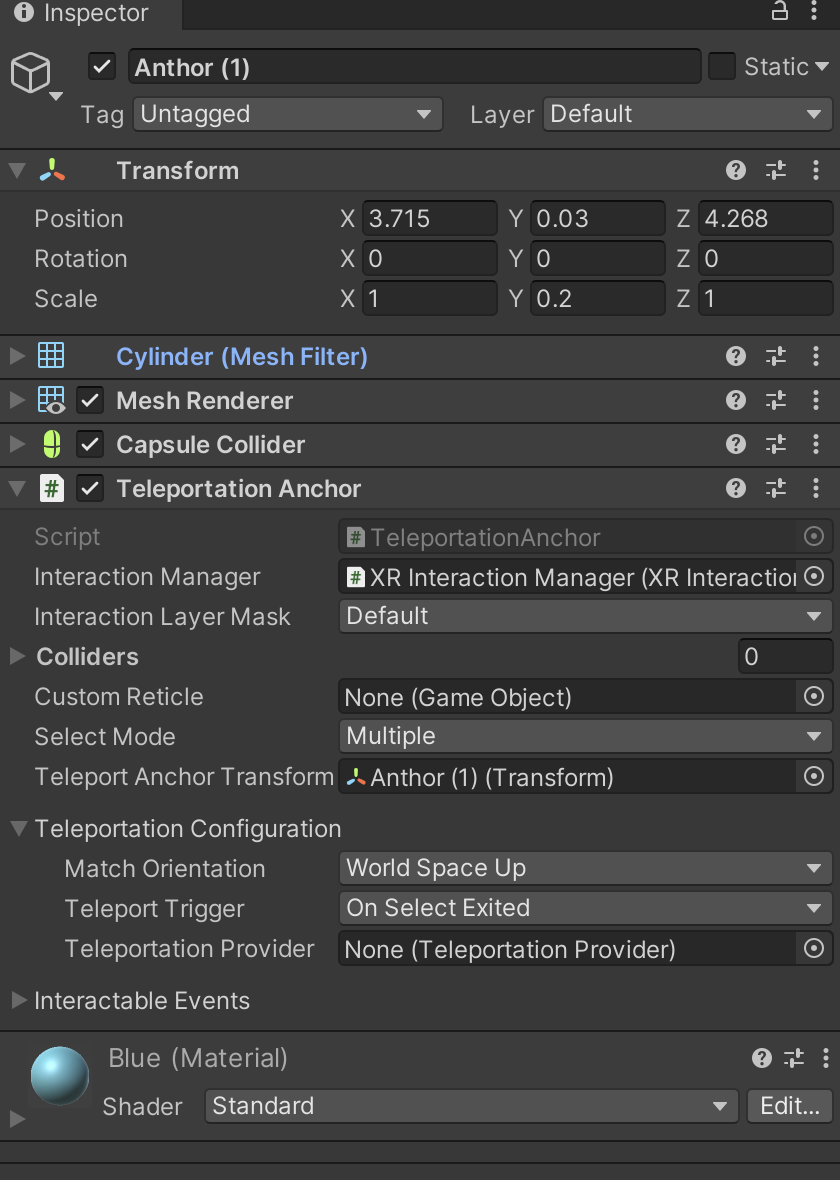 Inspector
Anthor (1)
Static
Tag Untagged Layer Default
Transform
Position X 3.715 Y 0.03 Z 4.268
Rotation X 0 Y 0 Z 0
Scale X 1 Y 0.2 Z 1
Cylinder (Mesh Filter)
Mesh Renderer
Capsule Collider
# Teleportation Anchor
Script # TeleportationAnchor
Interaction Manager # XR Interaction Manager (XR Interaction
Interaction Layer Mask Default
Colliders 0
Custom Reticle None (Game Object)
Select Mode Multiple
Teleport Anchor Transform Anthor (1) (Transform)
Teleportation Configuration
Match Orientation World Space Up
Teleport Trigger On Select Exited
Teleportation Provider None (Teleportation Provider)
Interactable Events
Blue (Material)
Shader Standard Edit...